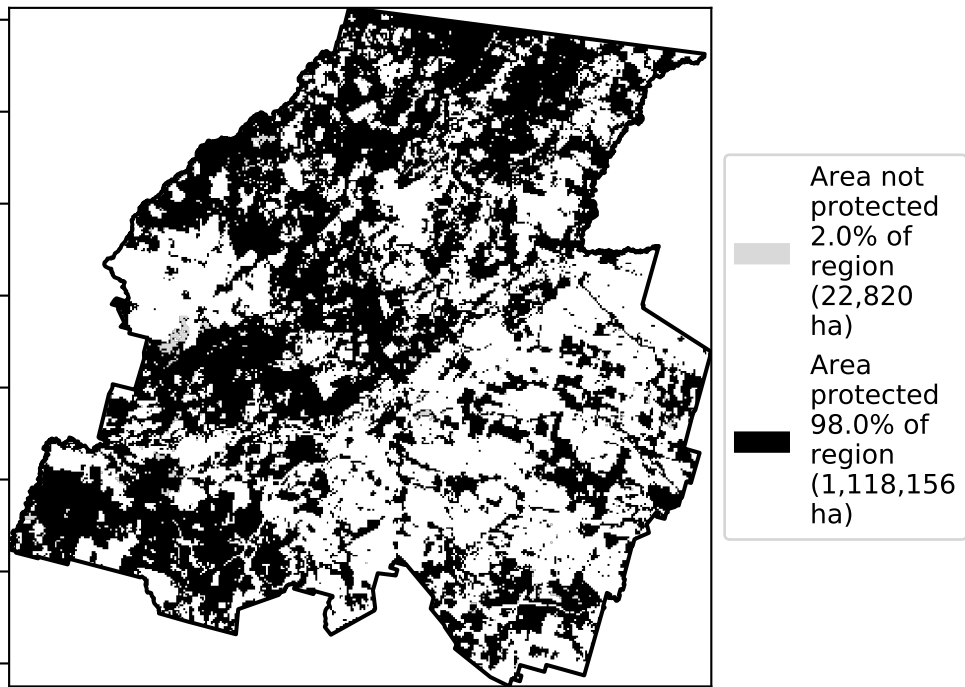 Area not
protected
2.0% of
region
(22,820
ha)
Area
protected
98.0% of
region
(1,118,156
ha)